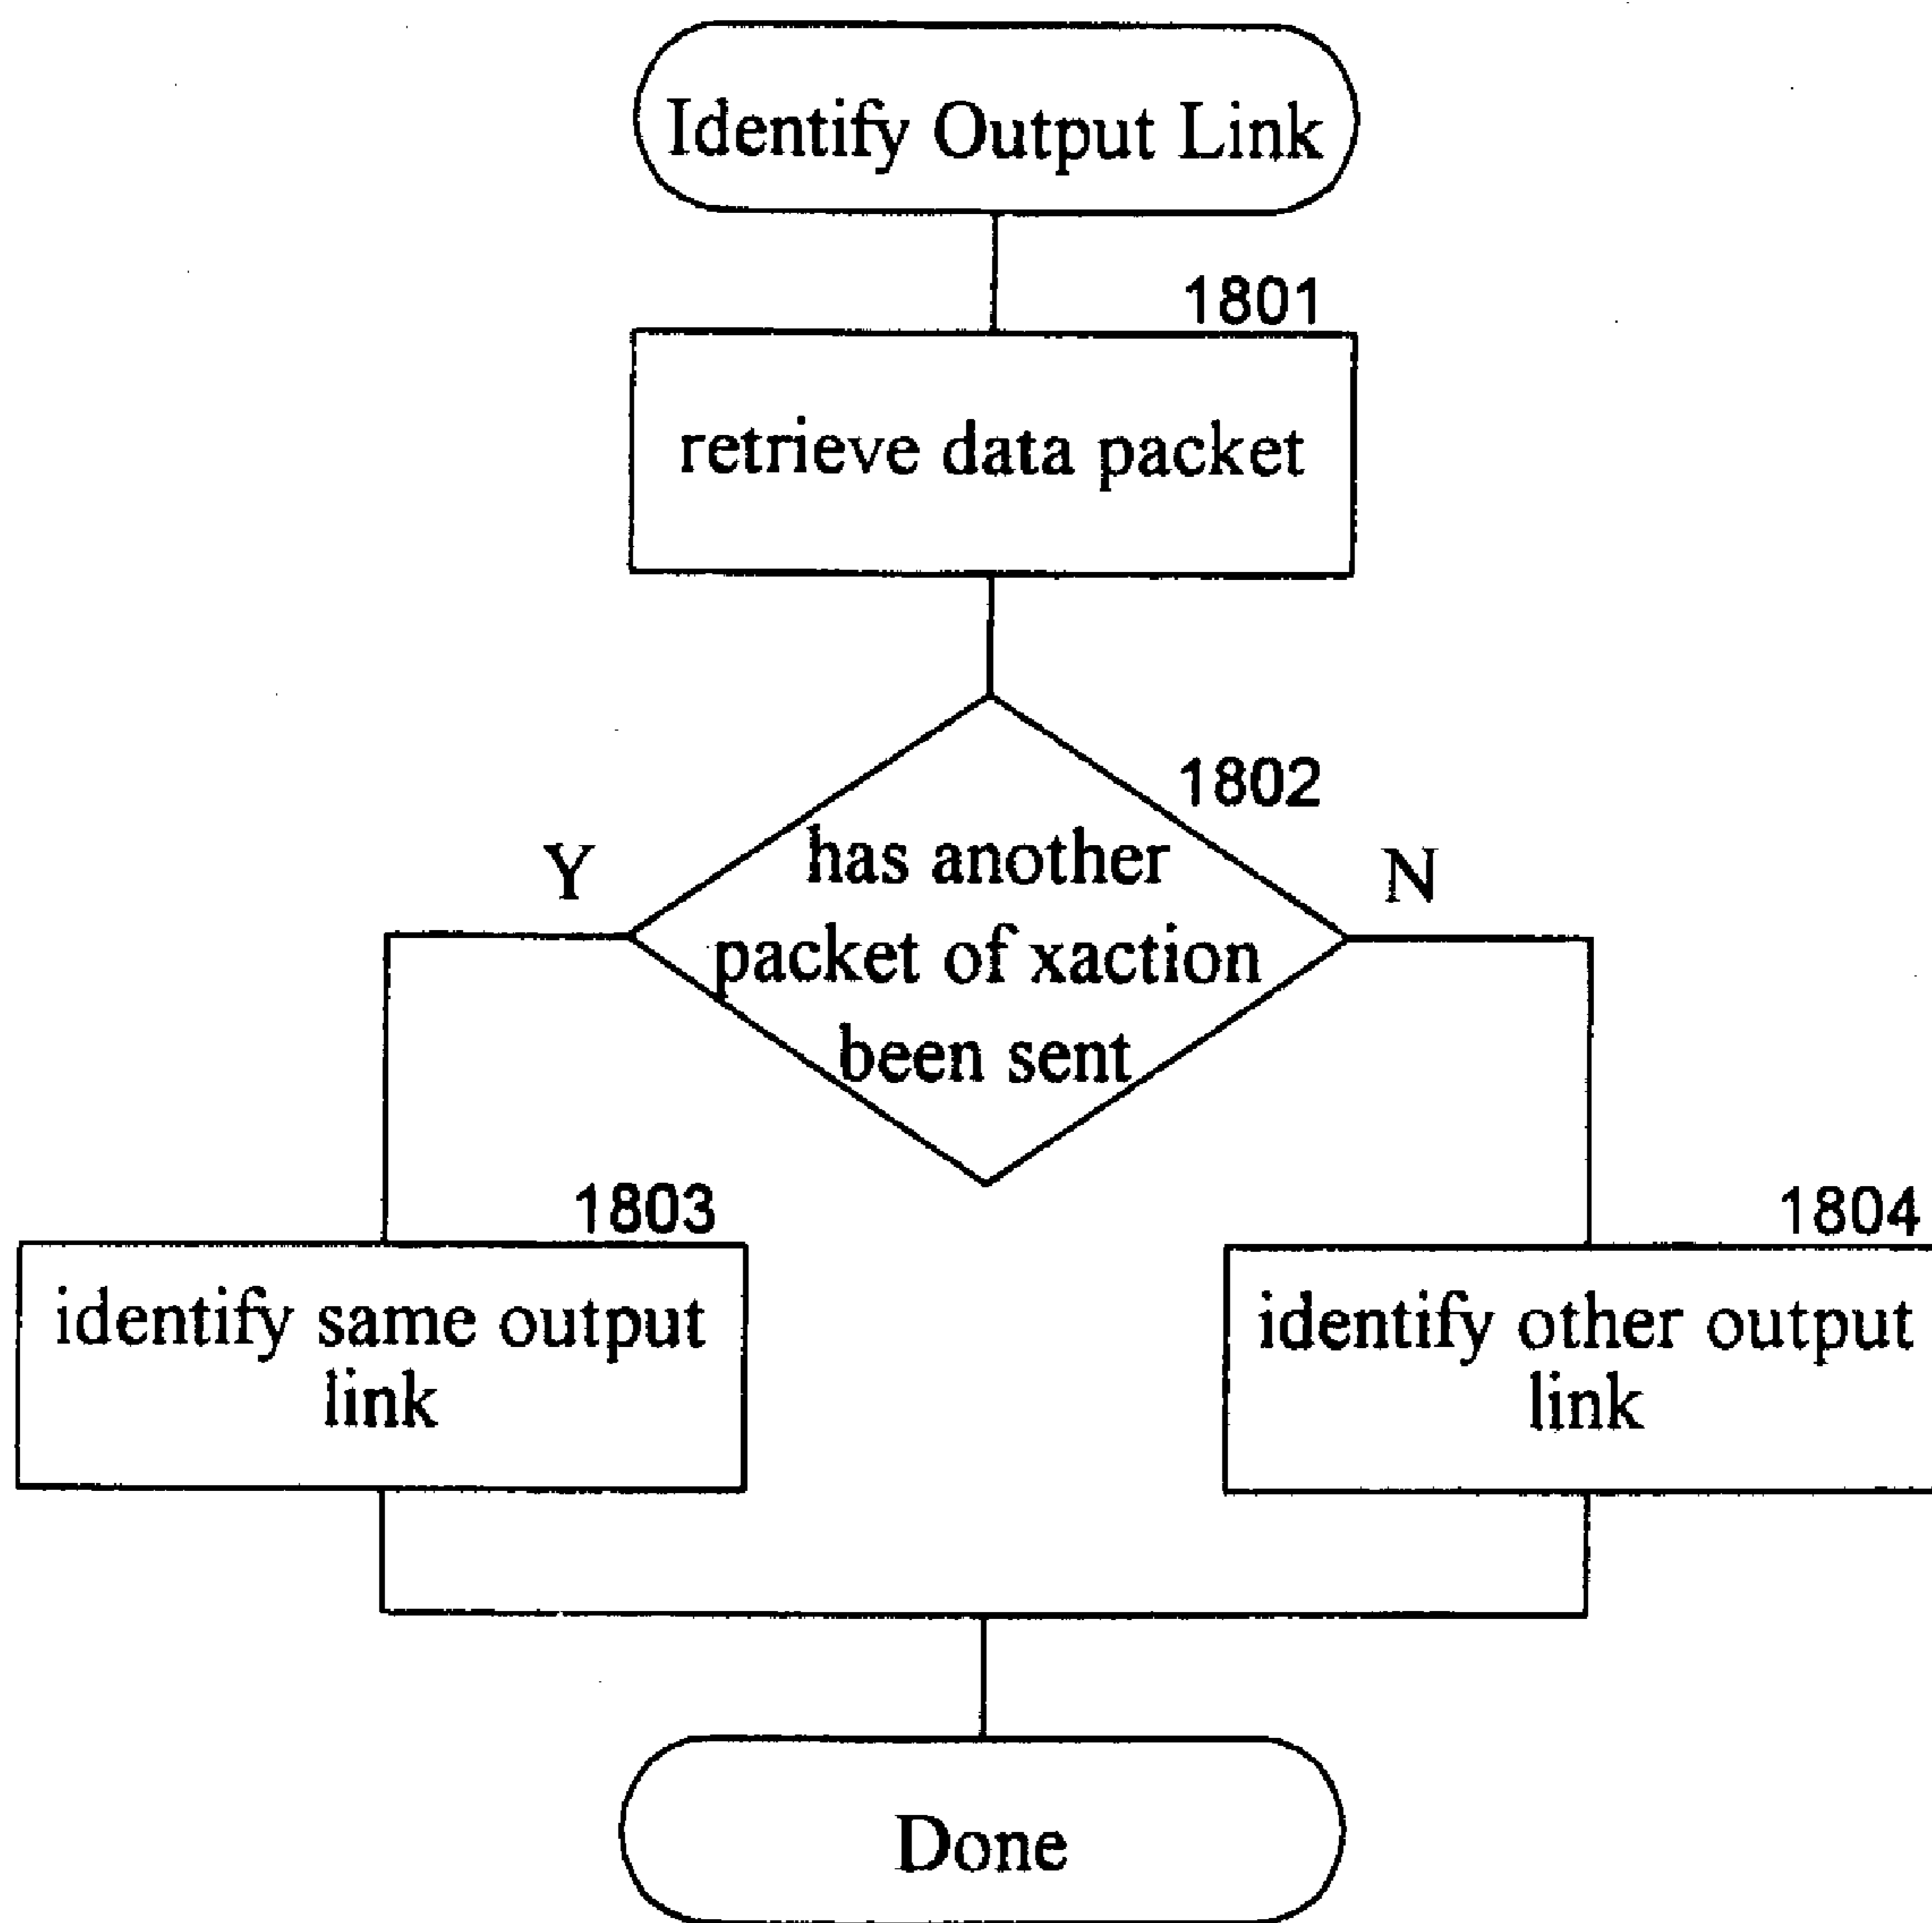 Identify Output Link
1801
retrieve data packet
1802
Y
N
has another
packet of xaction
been sent
1803
1804
identify same output
link
identify other output
link
Done